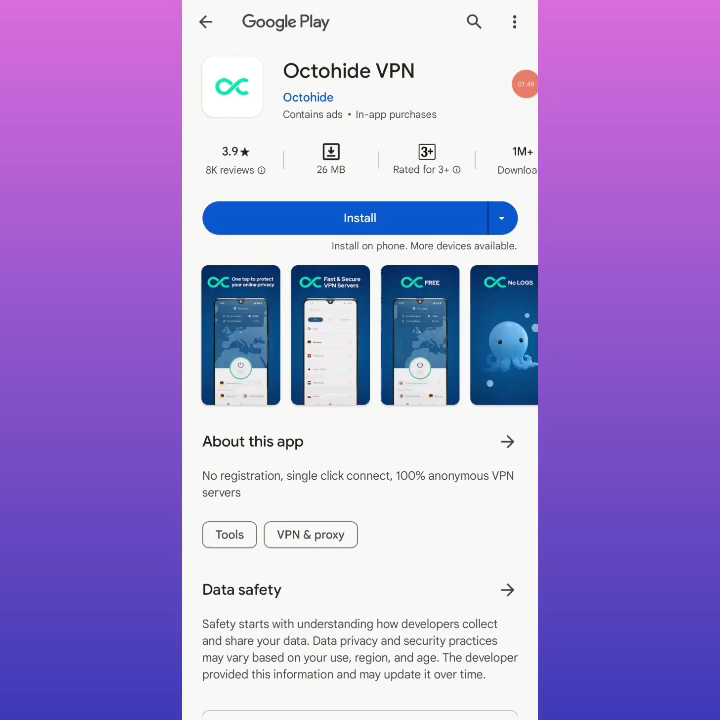 Google Play
Octohide VPN
Octohide
Contains ads • In-app purchases
01:49
3.9★
8K reviews
26 MB
3+
Rated for 3+
1M+
Downloa
Install
Install on phone. More devices available.
One tap to protect
your online privacy
Fast & Secure
VPN Servers
FREE
No LOGS
About this app
No registration, single click connect, 100% anonymous VPN
servers
Tools
VPN & proxy
Data safety
Safety starts with understanding how developers collect
and share your data. Data privacy and security practices
may vary based on your use, region, and age. The developer
provided this information and may update it over time.